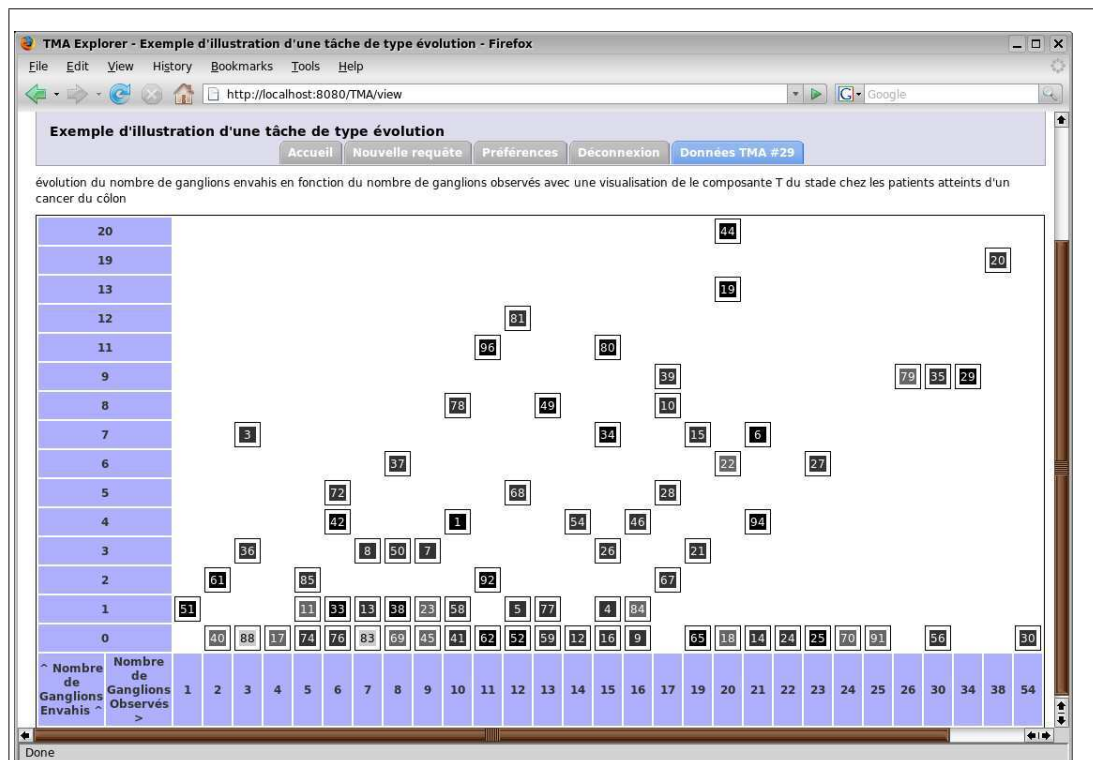 TMA Explorer - Exemple d'illustration d'une tâche de type évolution - Firefox
File Edit View History Bookmarks Tools Help
http://localhost:8080/TMA/view G Google
Exemple d'illustration d'une tâche de type évolution
Accueil Nouvelle requête Préférences Déconnexion Données TMA #29
évolution du nombre de ganglions envahis en fonction du nombre de ganglions observés avec une visualisation de le composante T du stade chez les patients atteints d'un
cancer du côlon
20 44
19 20
13 19
12 81
11 96 80
9 39 79 35 29
8 78 49 10
7 3 34 15 6
6 37 22 27
5 72 68 28
4 42 1 54 46 94
3 36 8 50 7 26 21
2 61 85 92 67
1 51 11 33 13 38 23 58 5 77 4 84
0 40 88 17 74 76 83 69 45 41 62 52 59 12 16 9 65 18 14 24 25 70 91 56 30
^ Nombre
de
Ganglions
Envahis ^
Nombre
de
Ganglions
Observés
>
1 2 3 4 5 6 7 8 9 10 11 12 13 14 15 16 17 19 20 21 22 23 24 25 26 30 34 38 54
Done